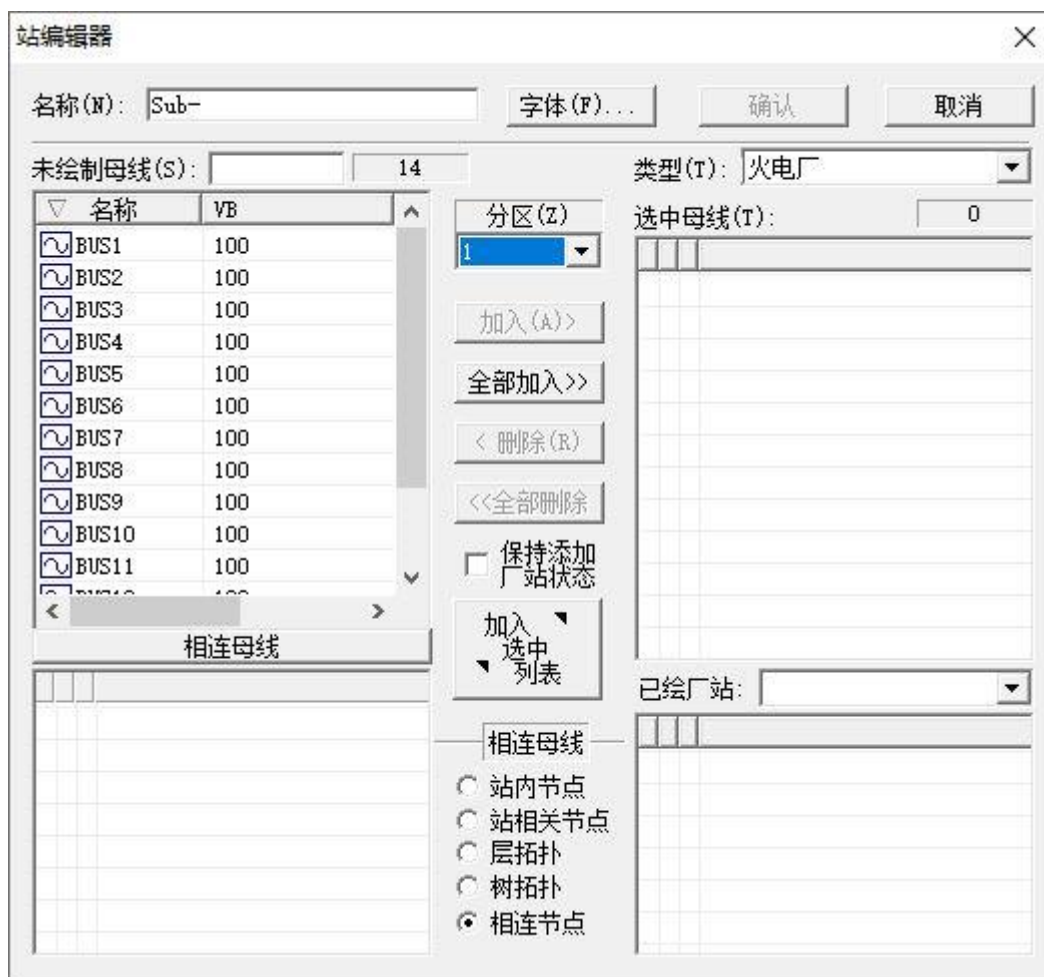 站编辑器
名称(N): Sub- 字体(F)... 确认 取消
未绘制母线(S): 14 类型(T): 火电厂
▽ 名称 VB 分区(Z) 选中母线(T): 0
BUS1 100 1
BUS2 100
BUS3 100 加入(A)>
BUS4 100
BUS5 100 全部加入>>
BUS6 100
BUS7 100 < 删除(R)
BUS8 100
BUS9 100 <<全部删除
BUS10 100 保持添加
BUS11 100 厂站状态
加入
相连母线 选中
列表
已绘厂站:
相连母线
站内节点
站相关节点
层拓扑
树拓扑
相连节点